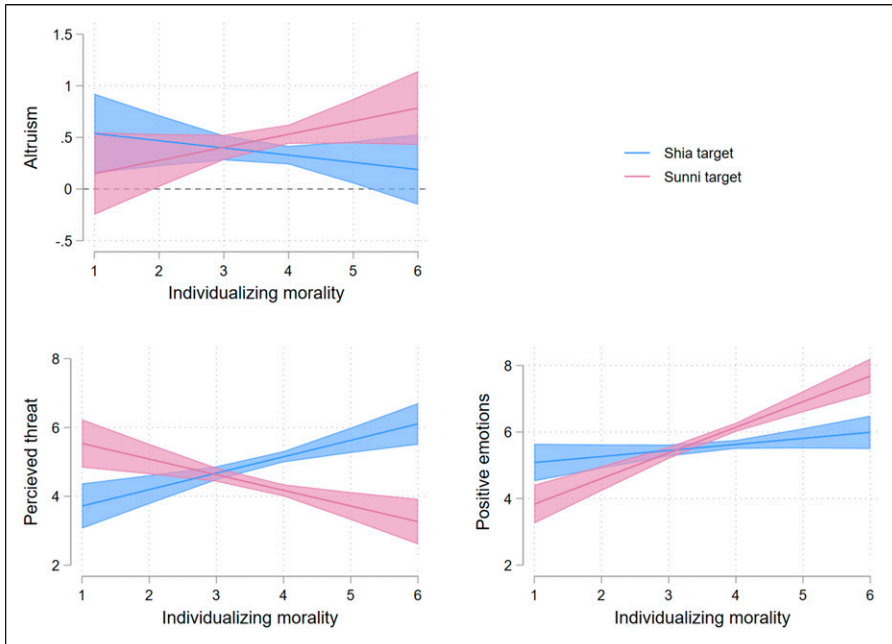 1.5
1
.5
0
-.5
Altruism
1 2 3 4 5 6
Individualizing morality
Shia target
Sunni target
8
6
4
2
Percieved threat
1 2 3 4 5 6
Individualizing morality
8
6
4
2
Positive emotions
1 2 3 4 5 6
Individualizing morality